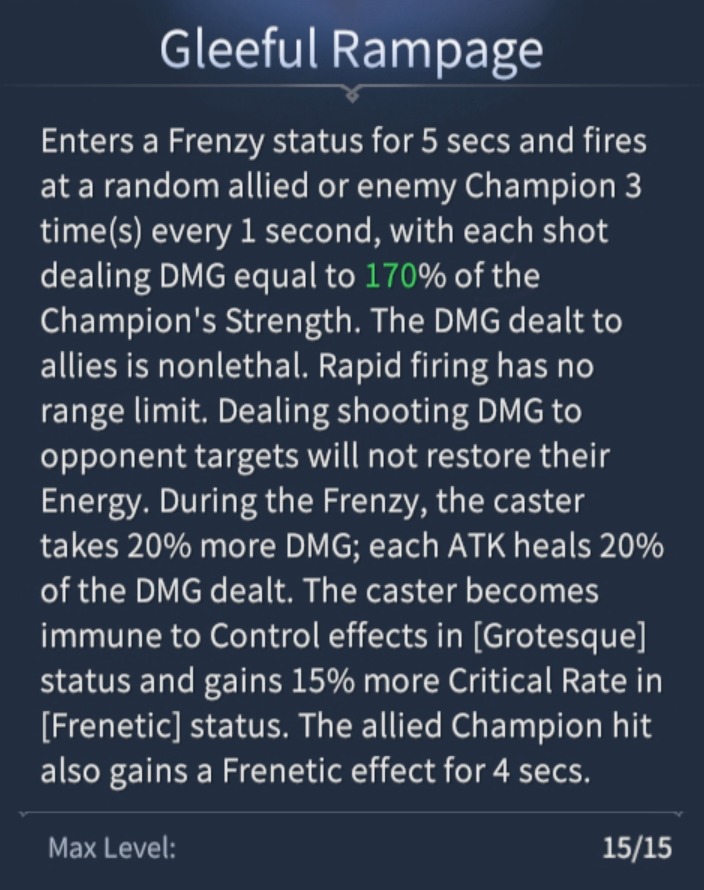 Gleeful Rampage
Enters a Frenzy status for 5 secs and fires
at a random allied or enemy Champion 3
time(s) every 1 second, with each shot
dealing DMG equal to 170% of the
Champion's Strength. The DMG dealt to
allies is nonlethal. Rapid firing has no
range limit. Dealing shooting DMG to
opponent targets will not restore their
Energy. During the Frenzy, the caster
takes 20% more DMG; each ATK heals 20%
of the DMG dealt. The caster becomes
immune to Control effects in [Grotesque]
status and gains 15% more Critical Rate in
[Frenetic] status. The allied Champion hit
also gains a Frenetic effect for 4 secs.
Max Level: 15/15